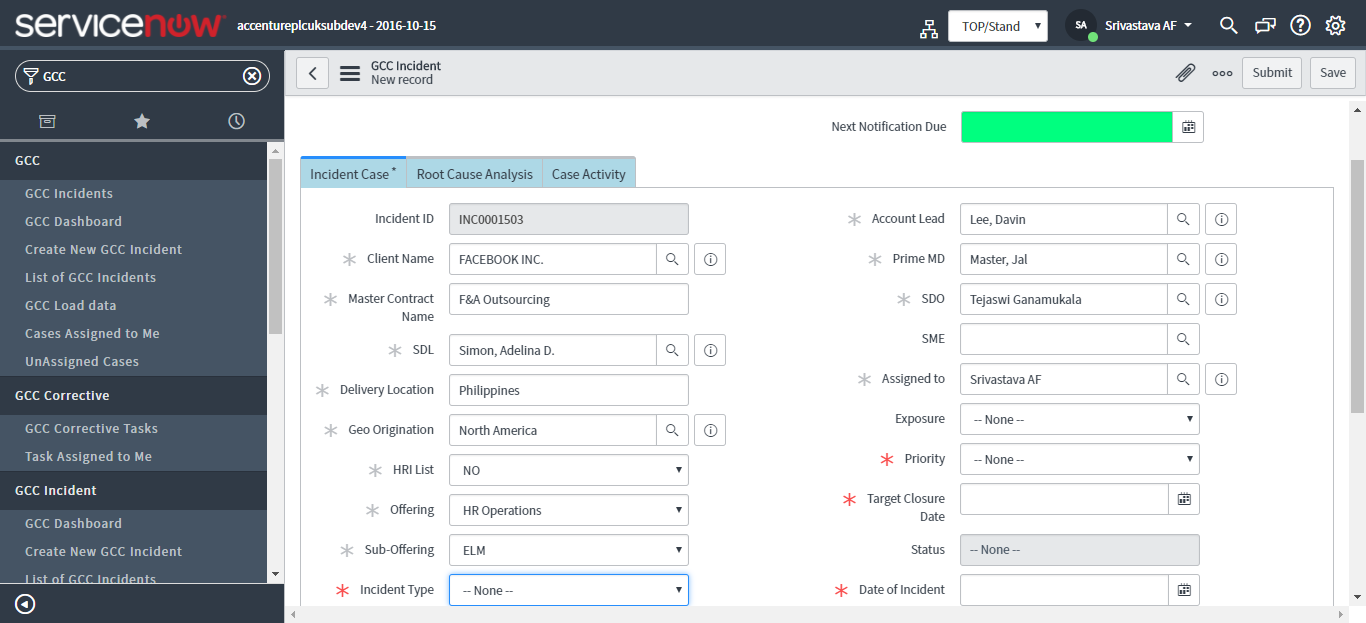 servicenow
accentureplcuksubdev4 - 2016-10-15
TOP/Stand
SA
Srivastava AF
GCC
GCC
GCC Incidents
GCC Dashboard
Create New GCC Incident
List of GCC Incidents
GCC Load data
Cases Assigned to Me
UnAssigned Cases
GCC Corrective
GCC Corrective Tasks
Task Assigned to Me
GCC Incident
GCC Dashboard
Create New GCC Incident
List of GCC Incidents
GCC Incident
New record
Submit
Save
Next Notification Due
Incident Case *
Root Cause Analysis
Case Activity
Incident ID
INC0001503
Client Name
FACEBOOK INC.
Master Contract
Name
F&A Outsourcing
SDL
Simon, Adelina D.
Delivery Location
Philippines
Geo Origination
North America
HRI List
NO
Offering
HR Operations
Sub-Offering
ELM
Incident Type
-- None --
Account Lead
Lee, Davin
Prime MD
Master, Jal
SDO
Tejaswi Ganamukala
SME
Assigned to
Srivastava AF
Exposure
-- None --
Priority
-- None --
Target Closure
Date
Status
-- None --
Date of Incident